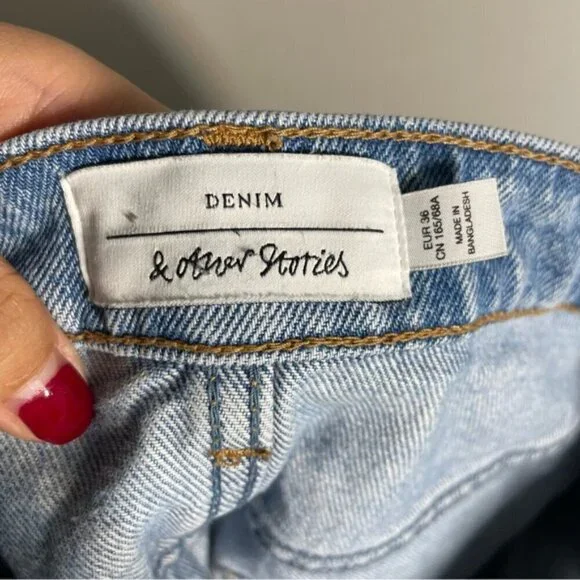 DENIM
& other Stories
EUR 36
CN 165/68A
MADE IN
BANGLADESH